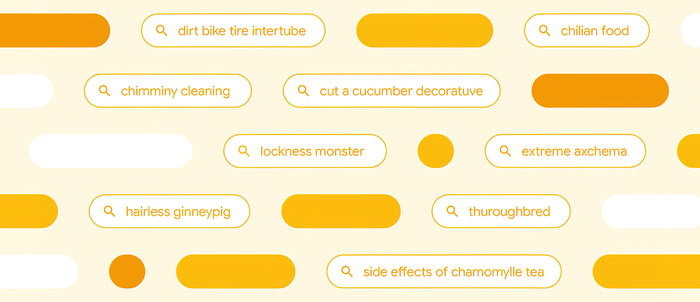 dirt bike tire intertube
chilian food
chimminy cleaning
cut a cucumber decoratuve
lockness monster
extreme axchema
hairless ginneypig
thuroughbred
side effects of chamomylle tea